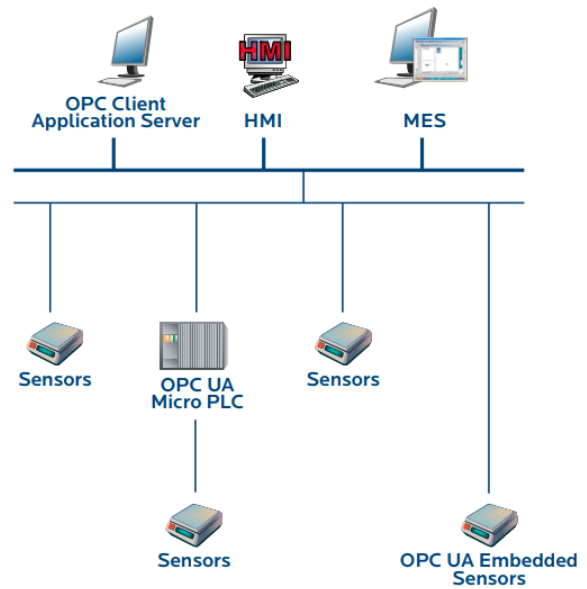 HMI
OPC Client
Application Server
HMI
MES
Sensors
OPC UA
Micro PLC
Sensors
Sensors
OPC UA Embedded
Sensors